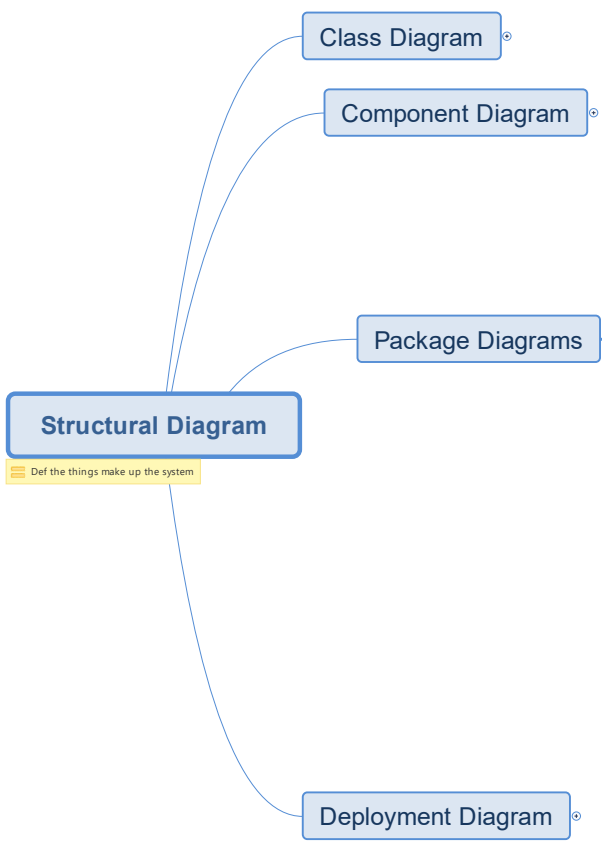 Class Diagram
Component Diagram
Package Diagrams
Structural Diagram
Def the things make up the system
Deployment Diagram